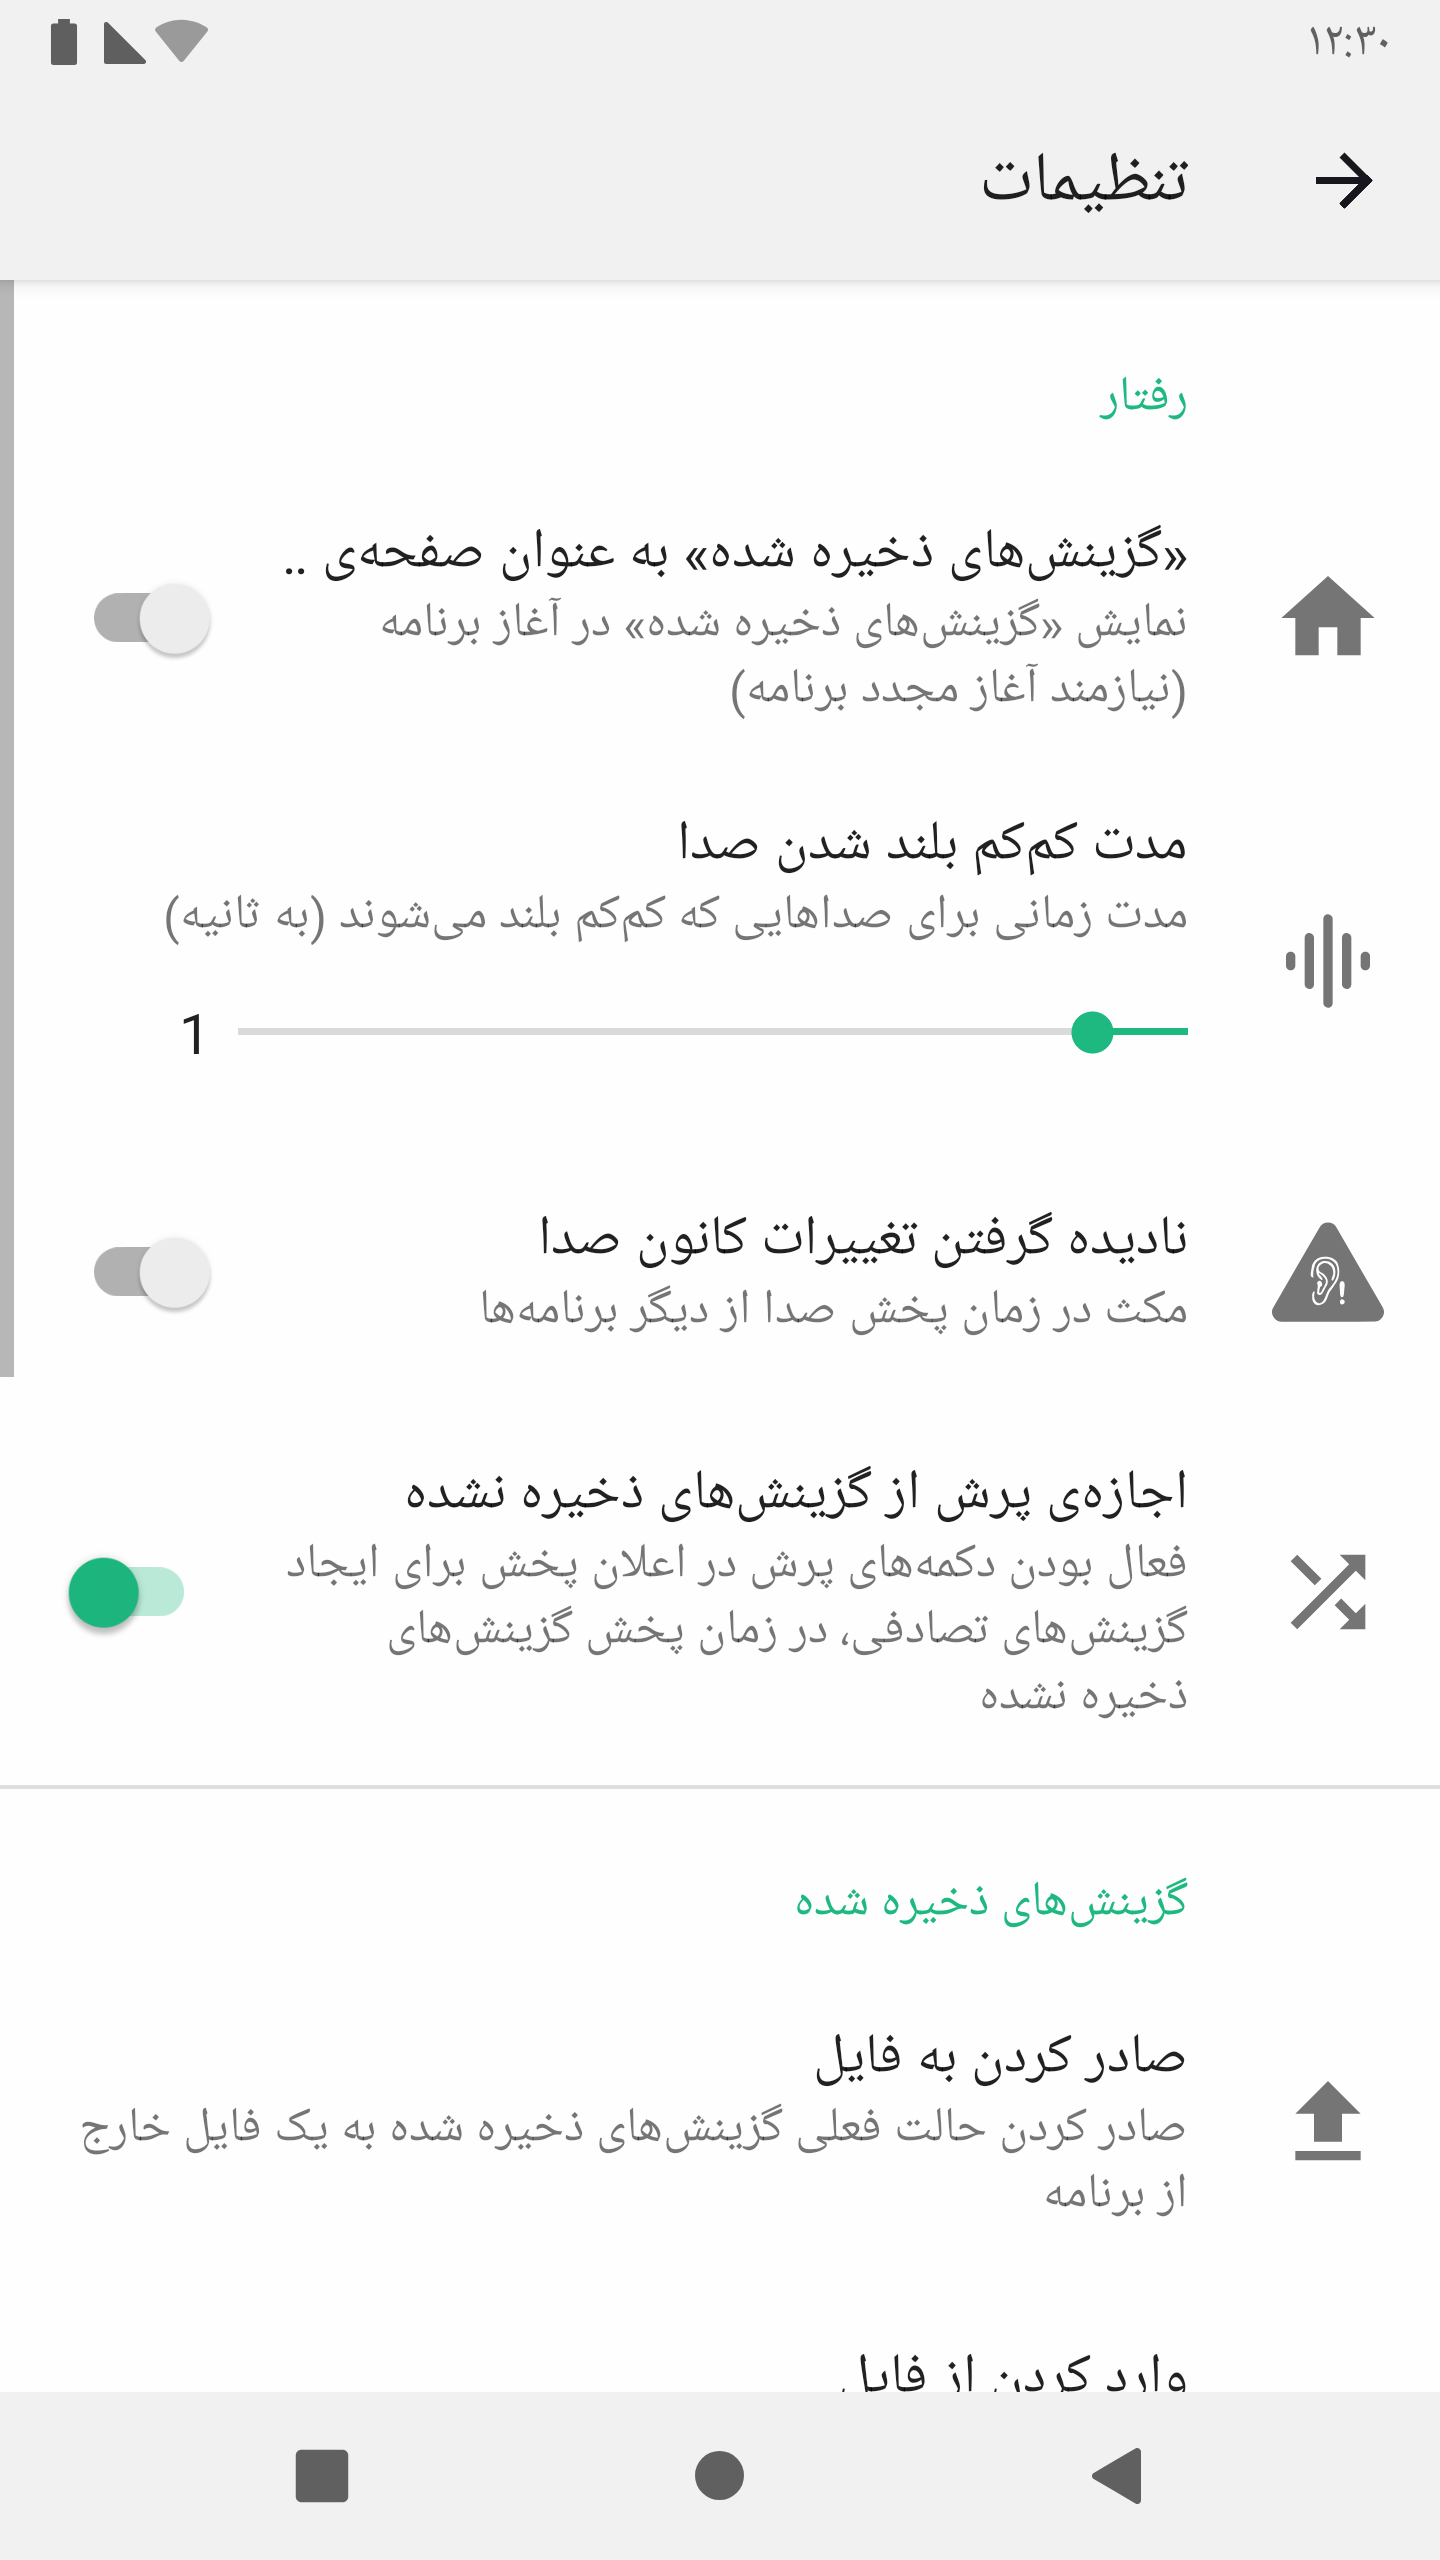 ۱۲:۳۰
تنظیمات
رفتار
«گزینش‌های ذخیره شده» به عنوان صفحه‌ی ..
نمایش «گزینش‌های ذخیره شده» در آغاز برنامه
(نیازمند آغاز مجدد برنامه)
مدت کم‌کم بلند شدن صدا
مدت زمانی برای صداهایی که کم‌کم بلند می‌شوند (به ثانیه)
1
نادیده گرفتن تغییرات کانون صدا
مکث در زمان پخش صدا از دیگر برنامه‌ها
اجازه‌ی پرش از گزینش‌های ذخیره نشده
فعال بودن دکمه‌های پرش در اعلان پخش برای ایجاد
گزینش‌های تصادفی، در زمان پخش گزینش‌های
ذخیره نشده
گزینش‌های ذخیره شده
صادر کردن به فایل
صادر کردن حالت فعلی گزینش‌های ذخیره شده به یک فایل خارج
از برنامه
وارد کردن از فایل